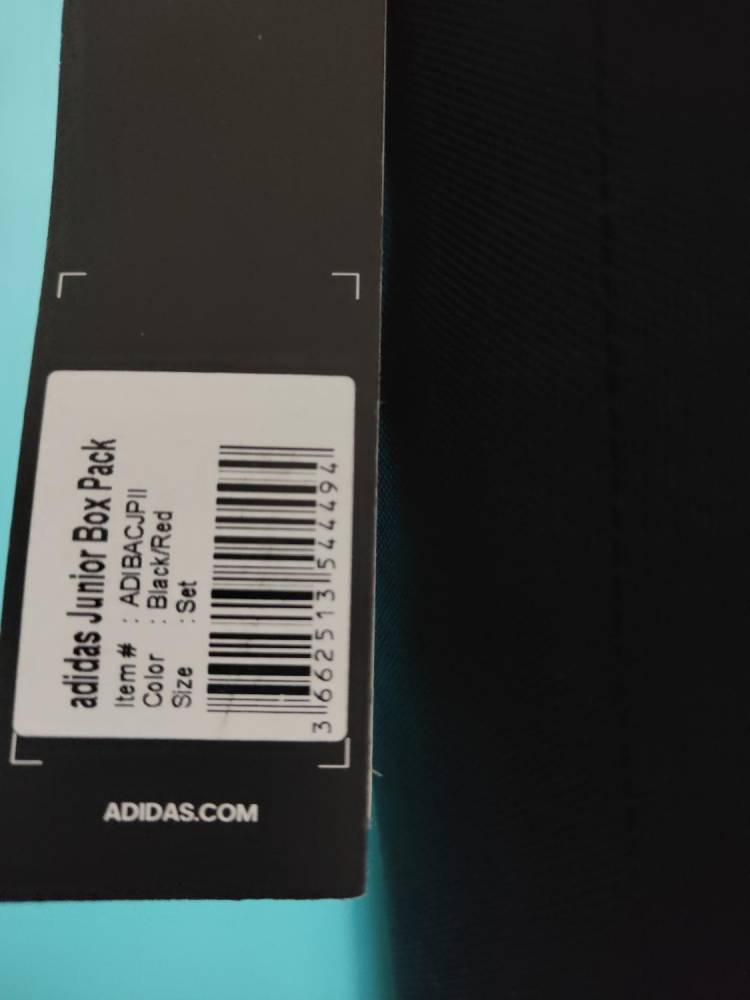 adidas Junior Box Pack
Item # : ADIBACJPII
Color : Black/Red
Size : Set
3 662513 544494
ADIDAS.COM